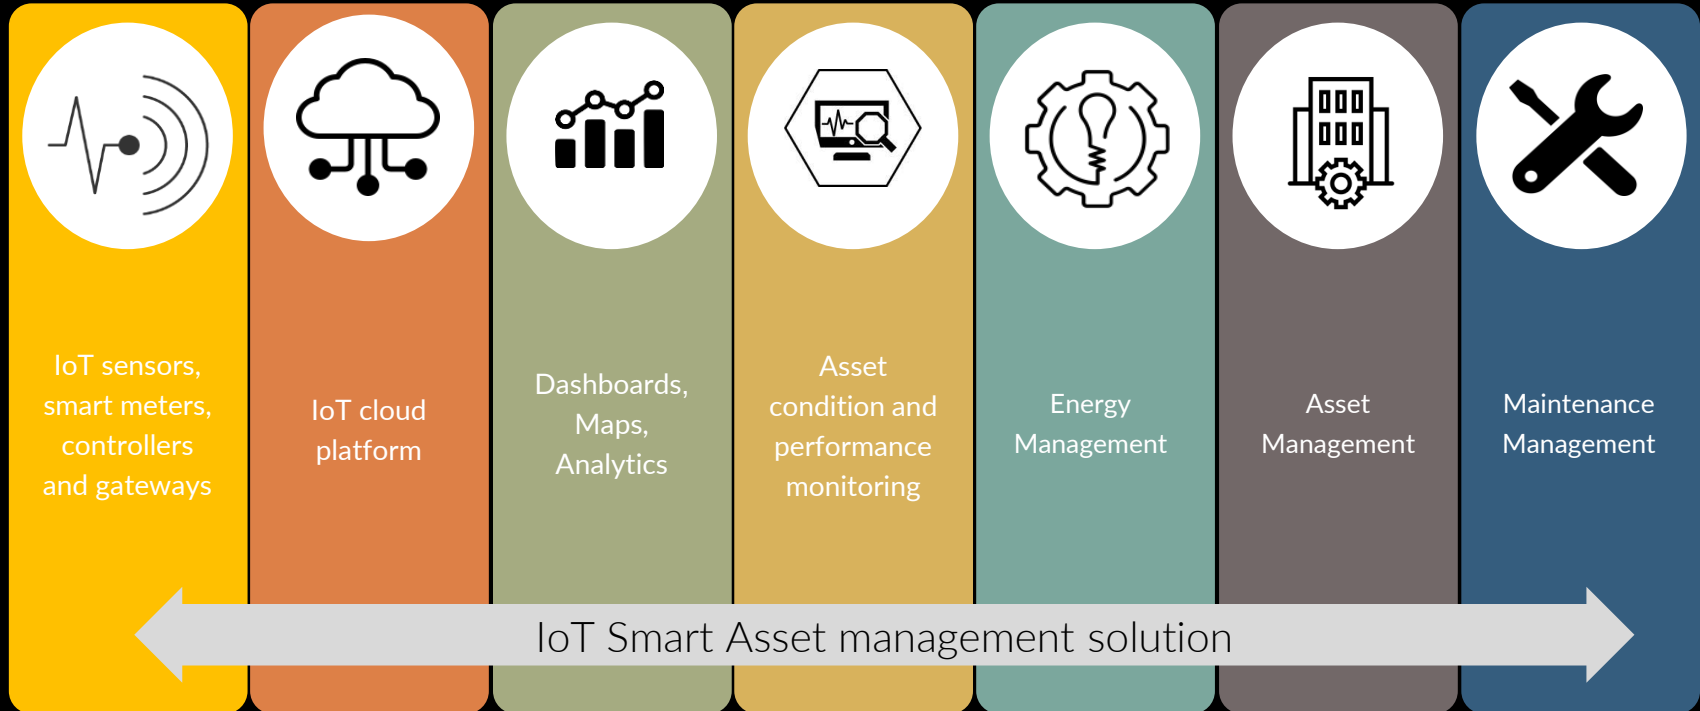 IoT sensors,
smart meters,
controllers
and gateways
IoT cloud
platform
Dashboards,
Maps,
Analytics
Asset
condition and
performance
monitoring
Energy
Management
Asset
Management
Maintenance
Management
IoT Smart Asset management solution